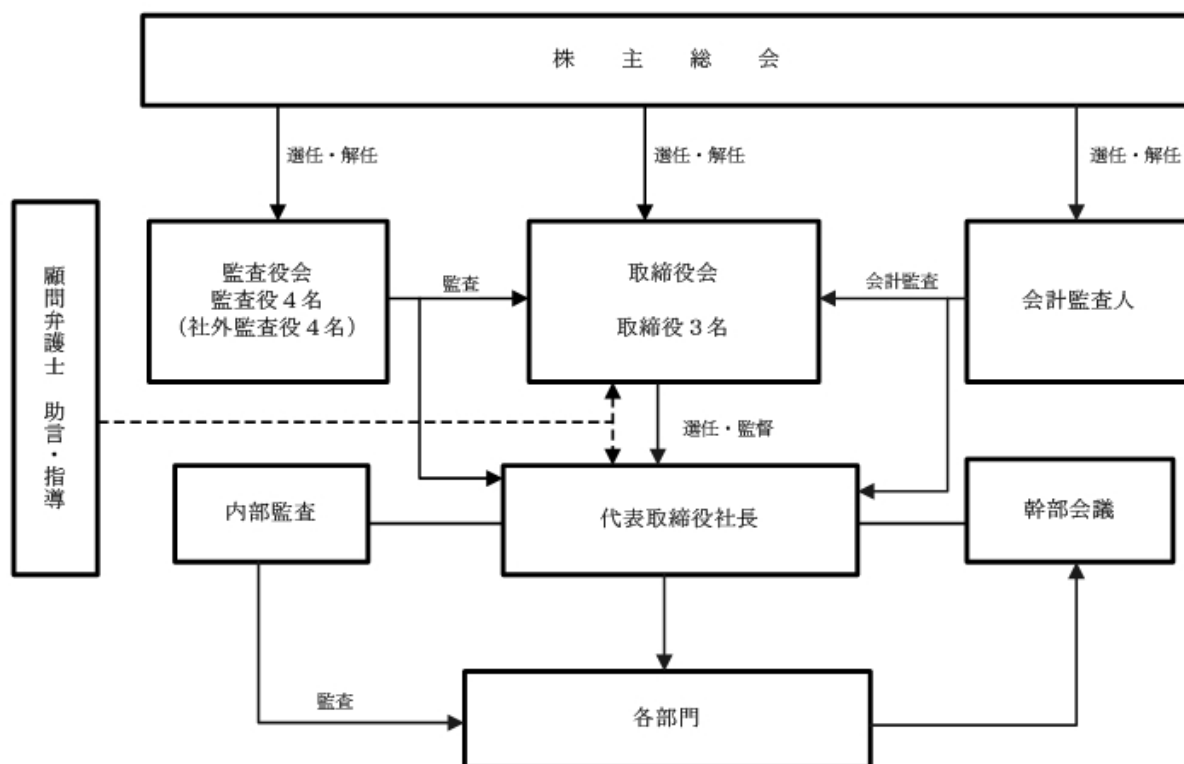 株主総会
選任・解任
選任・解任
選任・解任
顧問弁護士 助言・指導
監査役会
監査役4名
(社外監査役4名)
監査
取締役会
取締役3名
会計監査
会計監査人
選任・監督
内部監査
代表取締役社長
幹部会議
監査
各部門